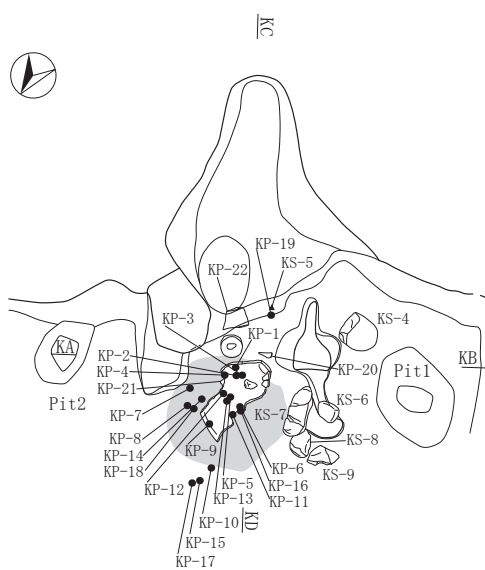 KC
KP-19
KP-22
KS-5
KP-3
KP-1
KS-4
KP-2
KA
KP-4
KP-20
KB
KP-21
Pit1
Pit2
KP-7
KS-7
KS-6
KP-8
KP-14
KS-8
KP-18
KP-9
KP-6
KS-9
KP-12
KP-5
KP-16
KP-13
KP-11
KP-10
KD
KP-15
KP-17